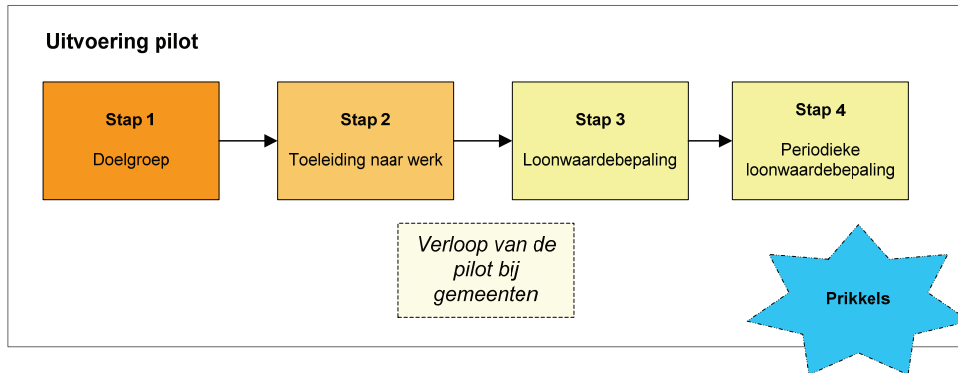 Uitvoering pilot
Stap 1
Doelgroep
Stap 2
Toeleiding naar werk
Stap 3
Loonwaardebepaling
Stap 4
Periodieke
loonwaardebepaling
Verloop van de
pilot bij
gemeenten
Prikkels